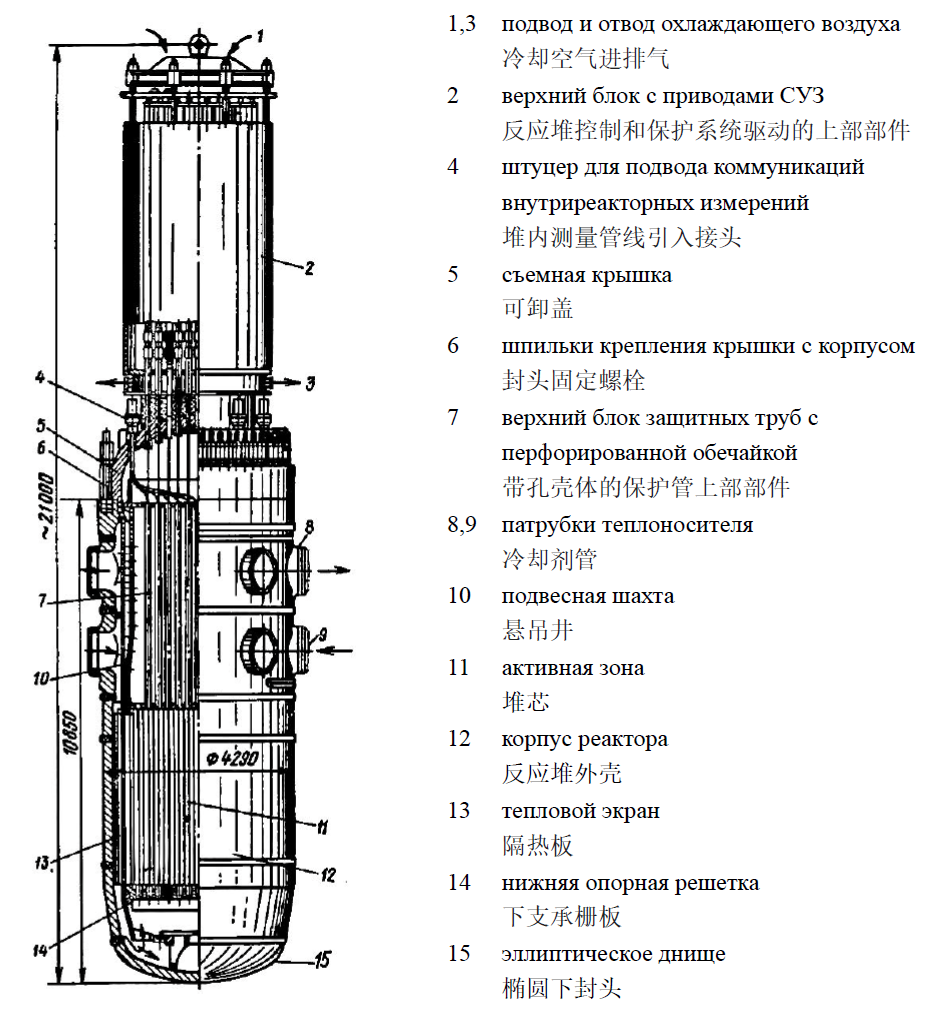 1
2
3
4
5
6
~21000
8
7
9
10
10850
Ф4290
11
13
12
14
15
1,3 подвод и отвод охлаждающего воздуха
冷却空气进排气
2 верхний блок с приводами СУЗ
反应堆控制和保护系统驱动的上部部件
4 штуцер для подвода коммуникаций
внутриреакторных измерений
堆内测量管线引入接头
5 съемная крышка
可卸盖
6 шпильки крепления крышки с корпусом
封头固定螺栓
7 верхний блок защитных труб с
перфорированной обечайкой
带孔壳体的保护管上部部件
8,9 патрубки теплоносителя
冷却剂管
10 подвесная шахта
悬吊井
11 активная зона
堆芯
12 корпус реактора
反应堆外壳
13 тепловой экран
隔热板
14 нижняя опорная решетка
下支承栅板
15 эллиптическое днище
椭圆下封头